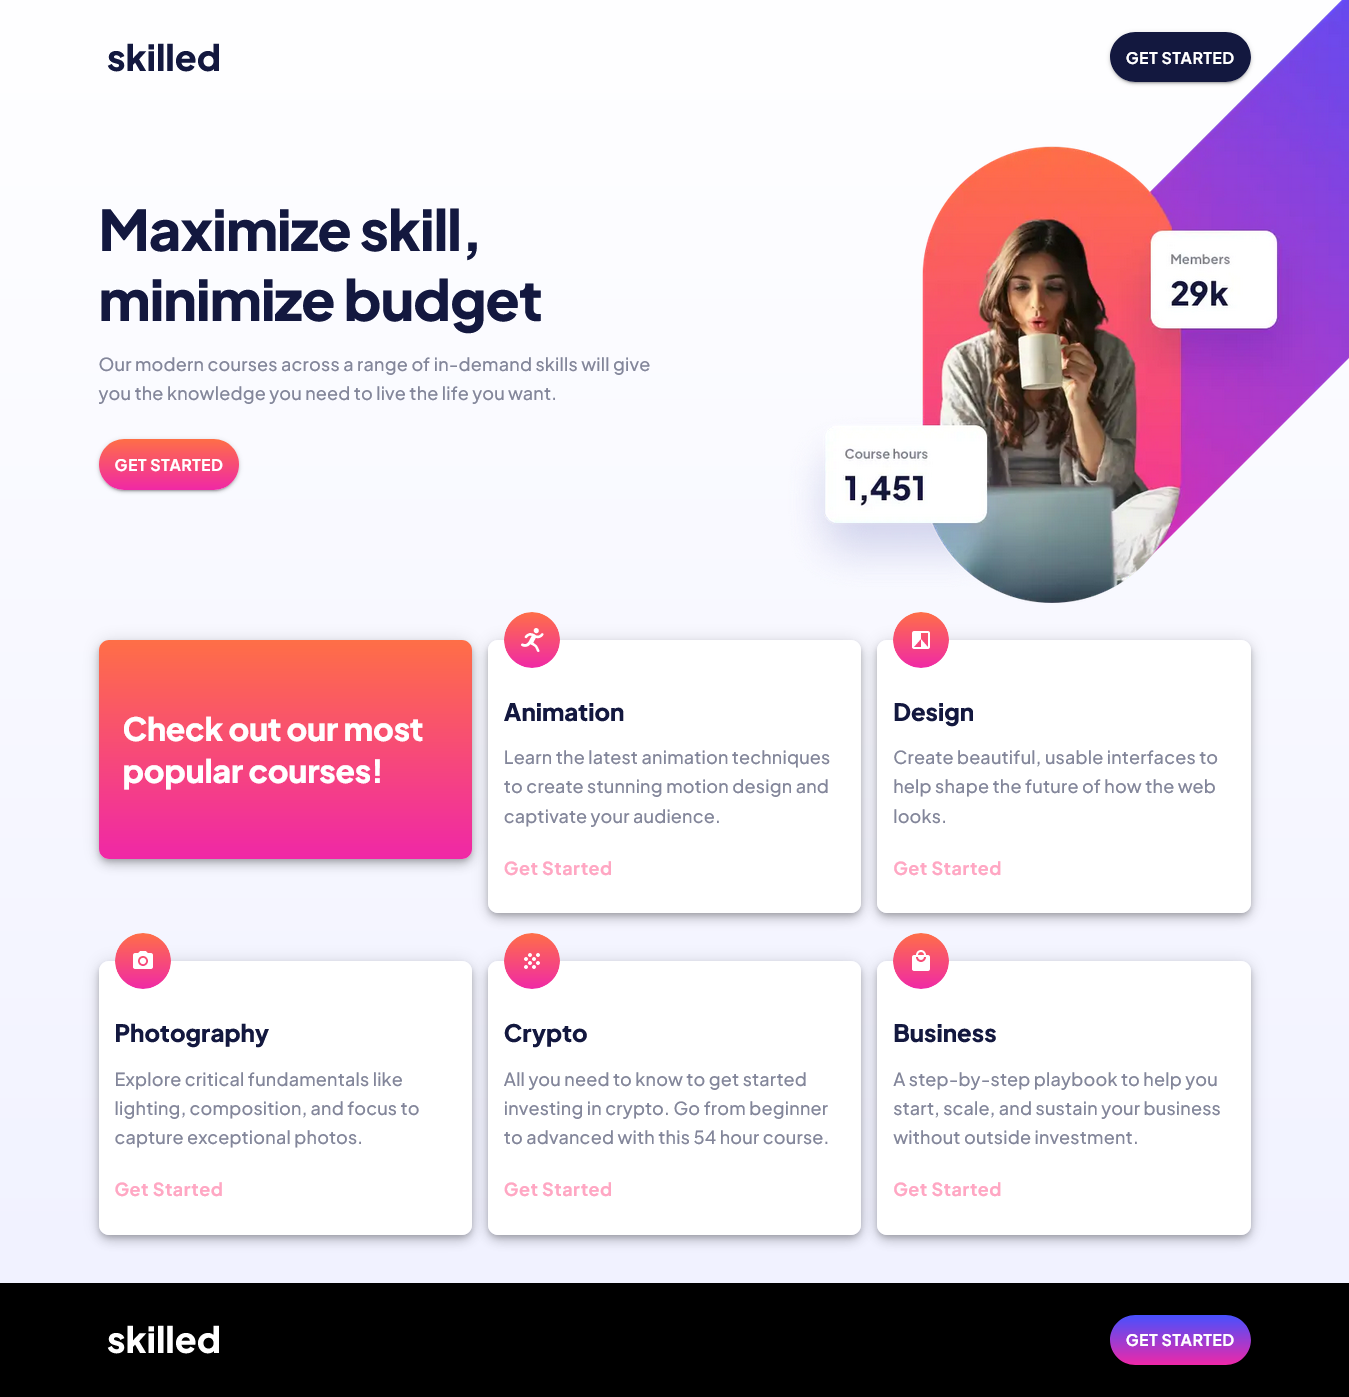 skilled
GET STARTED
Maximize skill,
minimize budget
Our modern courses across a range of in-demand skills will give
you the knowledge you need to live the life you want.
GET STARTED
Members
29k
Course hours
1,451
Check out our most
popular courses!
Animation
Learn the latest animation techniques
to create stunning motion design and
captivate your audience.
Get Started
Design
Create beautiful, usable interfaces to
help shape the future of how the web
looks.
Get Started
Photography
Explore critical fundamentals like
lighting, composition, and focus to
capture exceptional photos.
Get Started
Crypto
All you need to know to get started
investing in crypto. Go from beginner
to advanced with this 54 hour course.
Get Started
Business
A step-by-step playbook to help you
start, scale, and sustain your business
without outside investment.
Get Started
skilled
GET STARTED